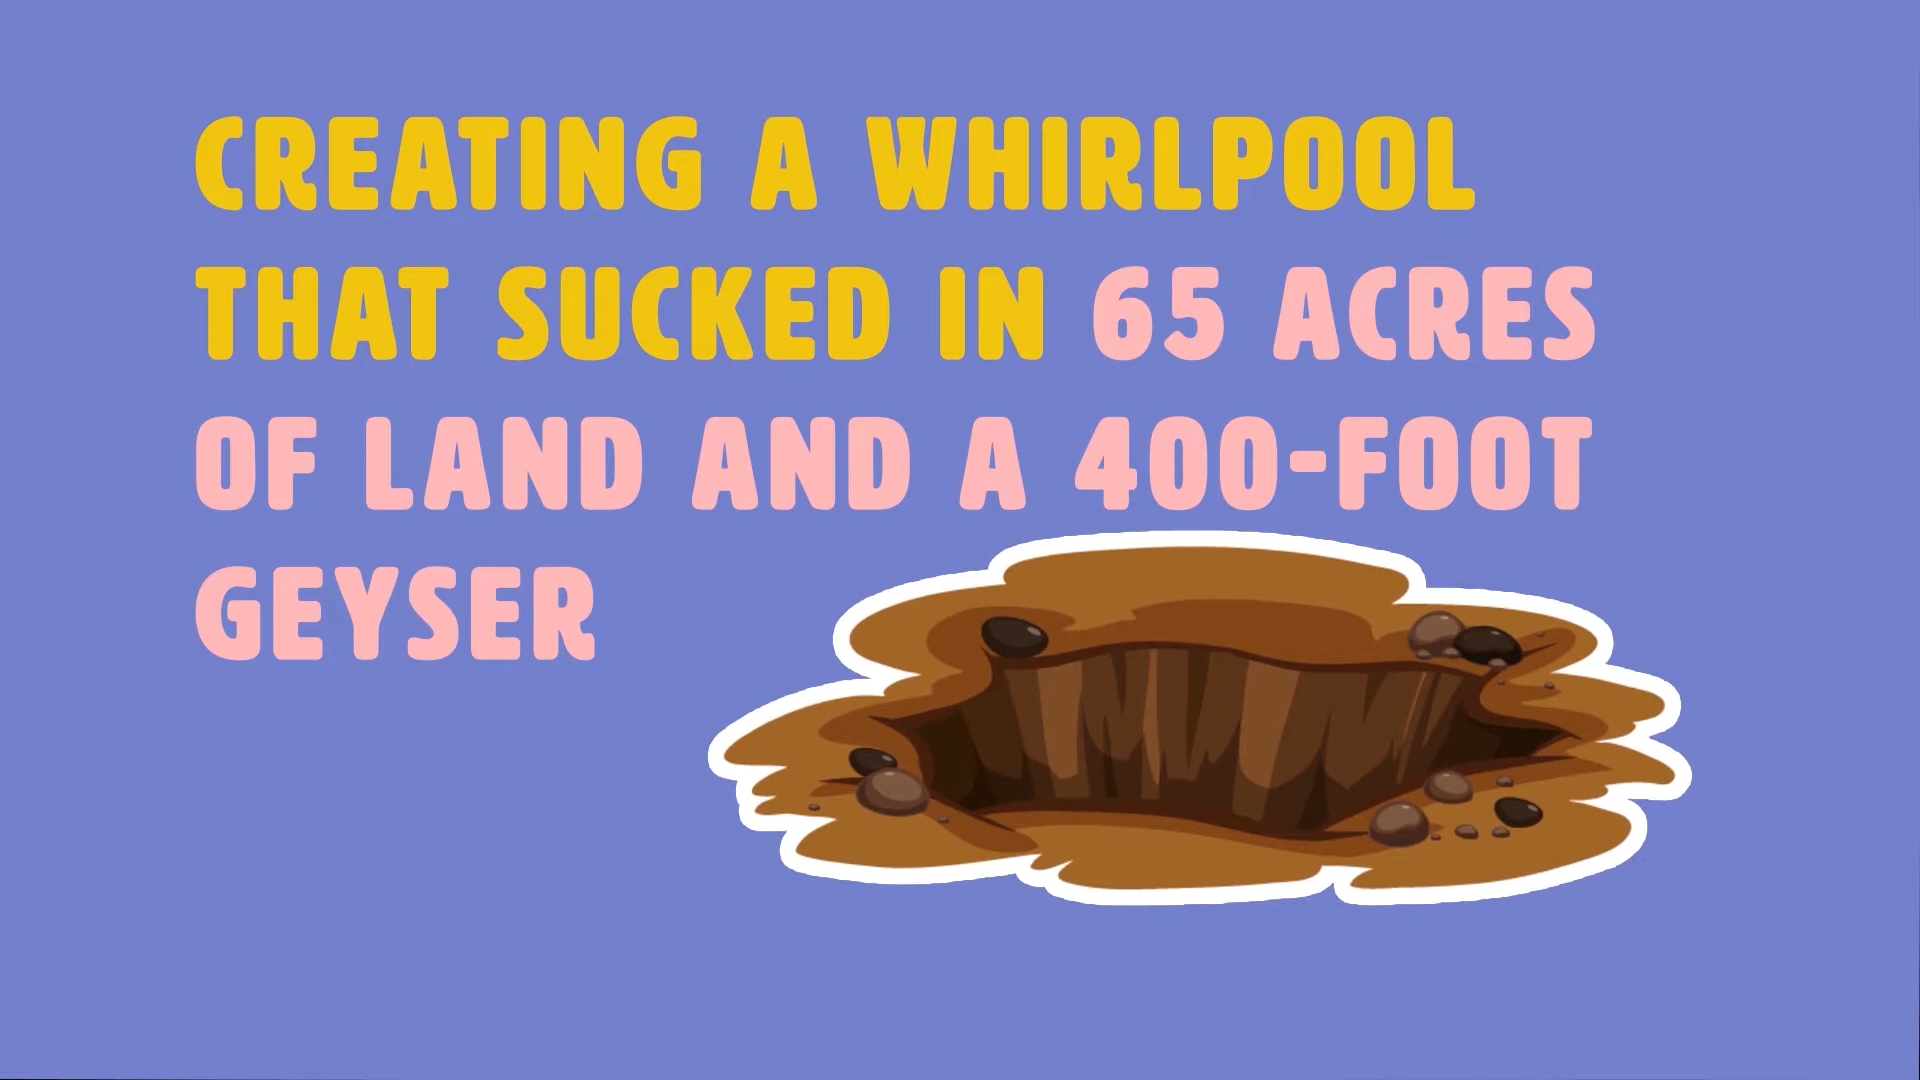 CREATING A WHIRLPOOL
THAT SUCKED IN 65 ACRES
OF LAND AND A 400-FOOT
GEYSER